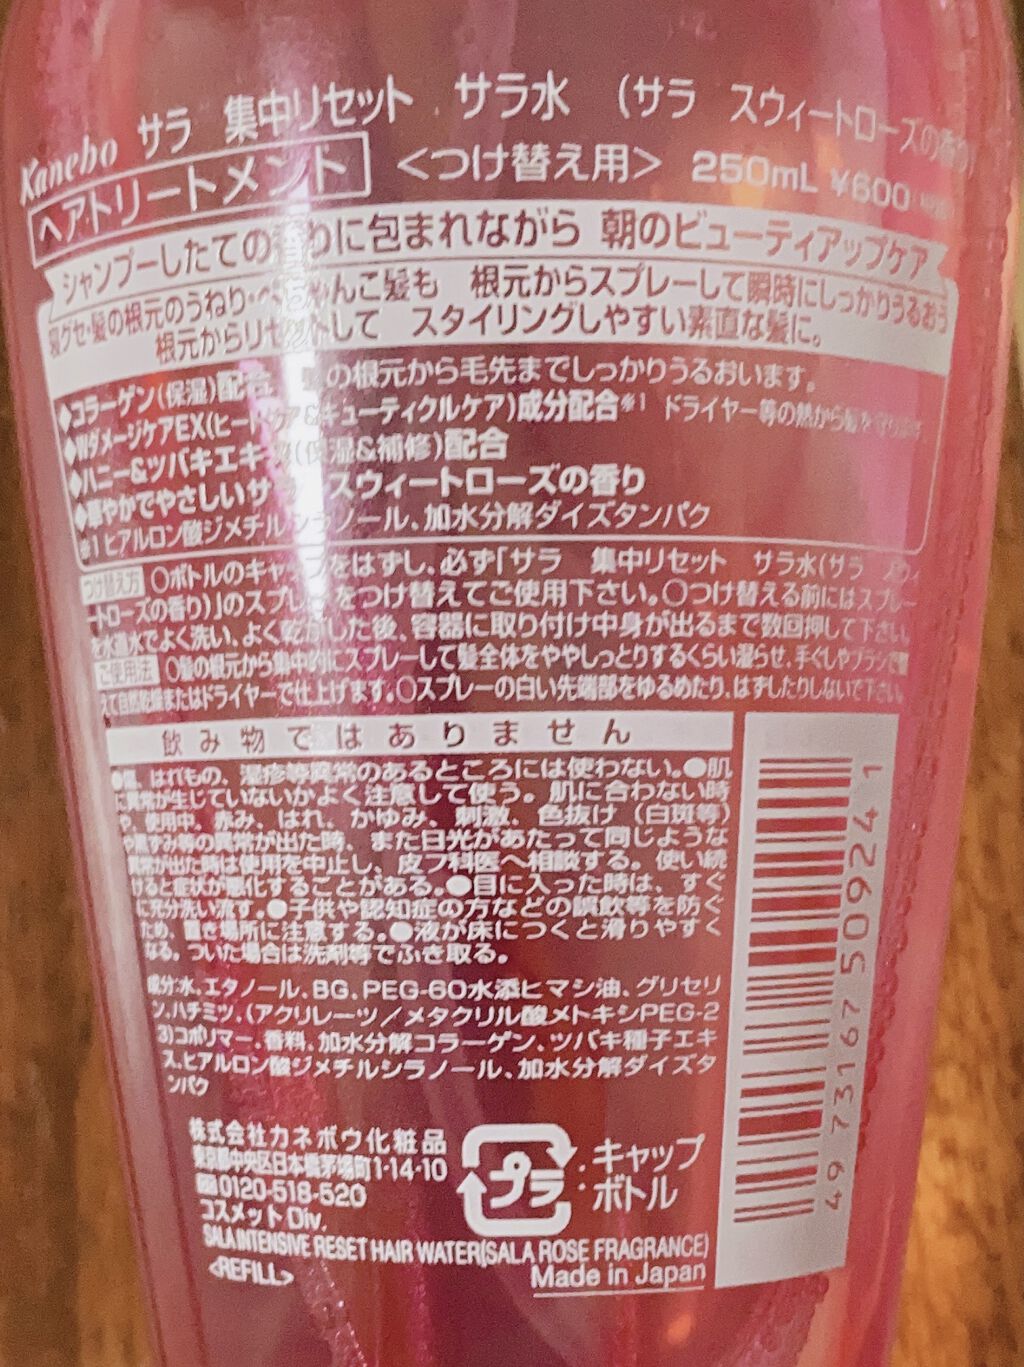 Kanebo サラ 集中リセット サラ水 (サラ スウィートローズの香り)
ヘアトリートメント <つけ替え用> 250mL ¥600
シャンプーしたての香りに包まれながら 朝のビューティアップケア
寝グセ・髪の根元のうねり・ぺちゃんこ髪も 根元からスプレーして瞬時にしっかりうるおう
根元からリセットして スタイリングしやすい素直な髪に。
◆コラーゲン(保湿)配合 髪の根元から毛先までしっかりうるおいます。
◆WダメージケアEX(ヒートケア&キューティクルケア)成分配合※1 ドライヤー等の熱から髪を守ります
◆ハニー&ツバキエキス(保湿&補修)配合
◆華やかでやさしいサラ スウィートローズの香り
※1 ヒアルロン酸ジメチルシラノール、加水分解ダイズタンパク
つけ替え方 ○ボトルのキャップをはずし、必ず「サラ 集中リセット サラ水(サラ スウィ
ートローズの香り)」のスプレーをつけ替えてご使用下さい。○つけ替える前にはスプレー
を水道水でよく洗い、よく乾かした後、容器に取り付け中身が出るまで数回押して下さい。
ご使用法 ○髪の根元から集中的にスプレーして髪全体をややしっとりするくらい濡らせ、手ぐしやブラシで整
えて自然乾燥またはドライヤーで仕上げます。○スプレーの白い先端部をゆるめたり、はずしたりしないで下さい。
飲み物ではありません
●傷、はれもの、湿疹等異常のあるところには使わない。●肌
に異常が生じていないかよく注意して使う。肌に合わない時
や、使用中、赤み、はれ、かゆみ、刺激、色抜け(白斑等)
や黒ずみ等の異常が出た時、また日光があたって同じような
異常が出た時は使用を中止し、皮フ科医へ相談する。使い続
けると症状が悪化することがある。●目に入った時は、すぐ
に充分洗い流す。●子供や認知症の方などの誤飲等を防ぐ
ため、置き場所に注意する。●液が床につくと滑りやすく
なる。ついた場合は洗剤等でふき取る。
成分:水、エタノール、BG、PEG-60水添ヒマシ油、グリセリ
ン、ハチミツ、(アクリレーツ/メタクリル酸メトキシPEG-2
3)コポリマー、香料、加水分解コラーゲン、ツバキ種子エキ
ス、ヒアルロン酸ジメチルシラノール、加水分解ダイズタ
ンパク
株式会社カネボウ化粧品
東京都中央区日本橋茅場町1-14-10
0120-518-520
コスメットDiv.
プラ
キャップ
ボトル
SALA INTENSIVE RESET HAIR WATER(SALA ROSE FRAGRANCE)
<REFILL>
Made in Japan
4973167509241